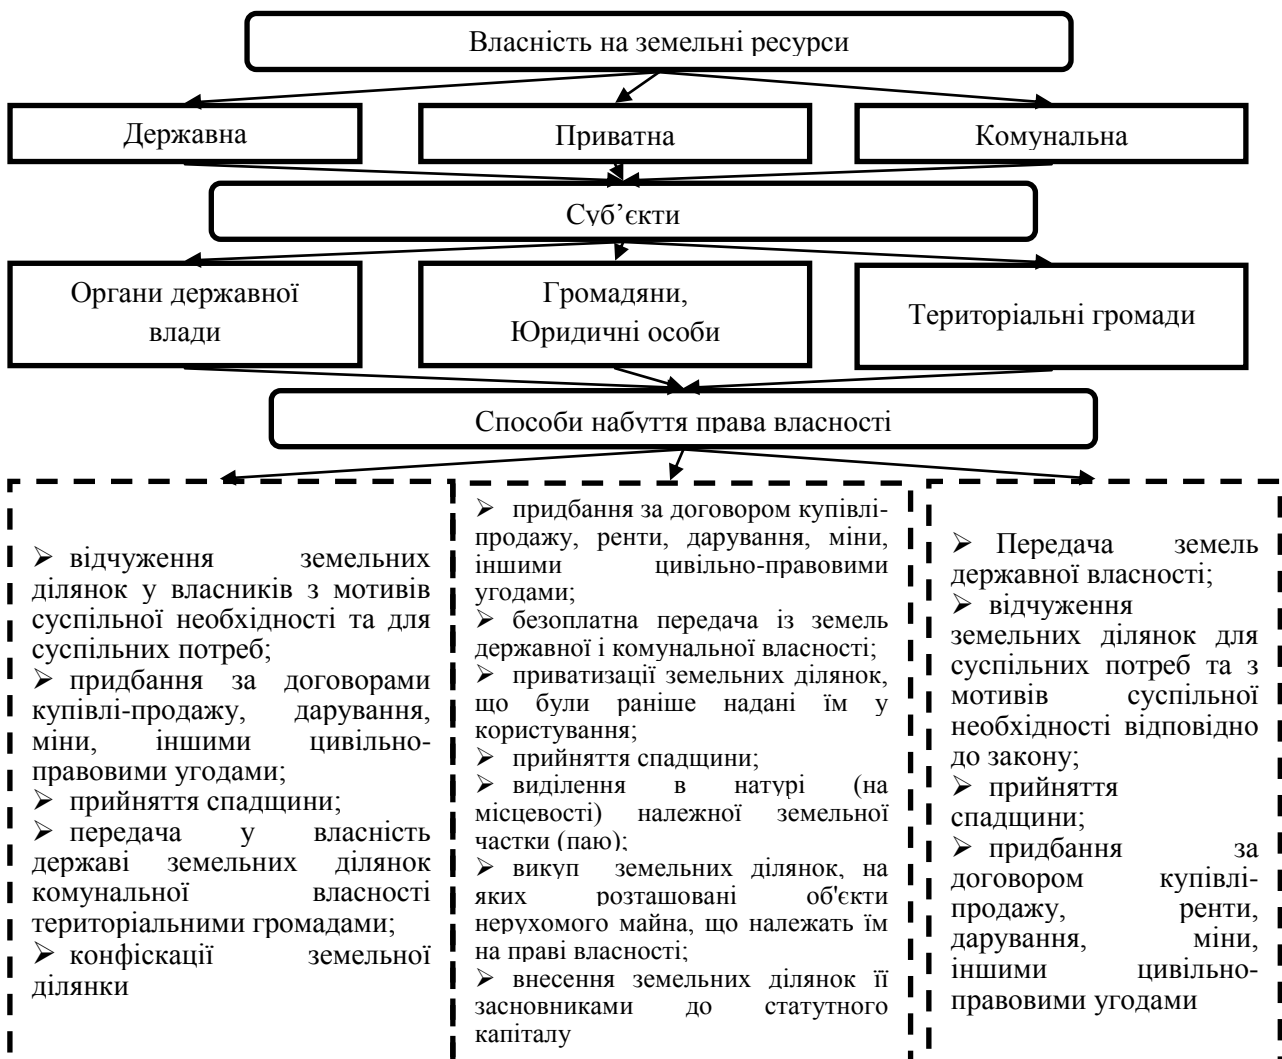 Власність на земельні ресурси
Державна
Приватна
Комунальна
Суб’єкти
Органи державної
влади
Громадяни,
Юридичні особи
Територіальні громади
Способи набуття права власності
➢ відчуження земельних
ділянок у власників з мотивів
суспільної необхідності та для
суспільних потреб;
➢ придбання за договорами
купівлі-продажу, дарування,
міни, іншими цивільно-
правовими угодами;
➢ прийняття спадщини;
➢ передача у власність
державі земельних ділянок
комунальної власності
територіальними громадами;
➢ конфіскації земельної
ділянки
➢ придбання за договором купівлі-
продажу, ренти, дарування, міни,
іншими цивільно-правовими
угодами;
➢ безоплатна передача із земель
державної і комунальної власності;
➢ приватизації земельних ділянок,
що були раніше надані їм у
користування;
➢ прийняття спадщини;
➢ виділення в натурі (на
місцевості) належної земельної
частки (паю);
➢ викуп земельних ділянок, на
яких розташовані об'єкти
нерухомого майна, що належать їм
на праві власності;
➢ внесення земельних ділянок її
засновниками до статутного
капіталу
➢ Передача земель
державної власності;
➢ відчуження
земельних ділянок для
суспільних потреб та з
мотивів суспільної
необхідності відповідно
до закону;
➢ прийняття
спадщини;
➢ придбання за
договором купівлі-
продажу, ренти,
дарування, міни,
іншими цивільно-
правовими угодами